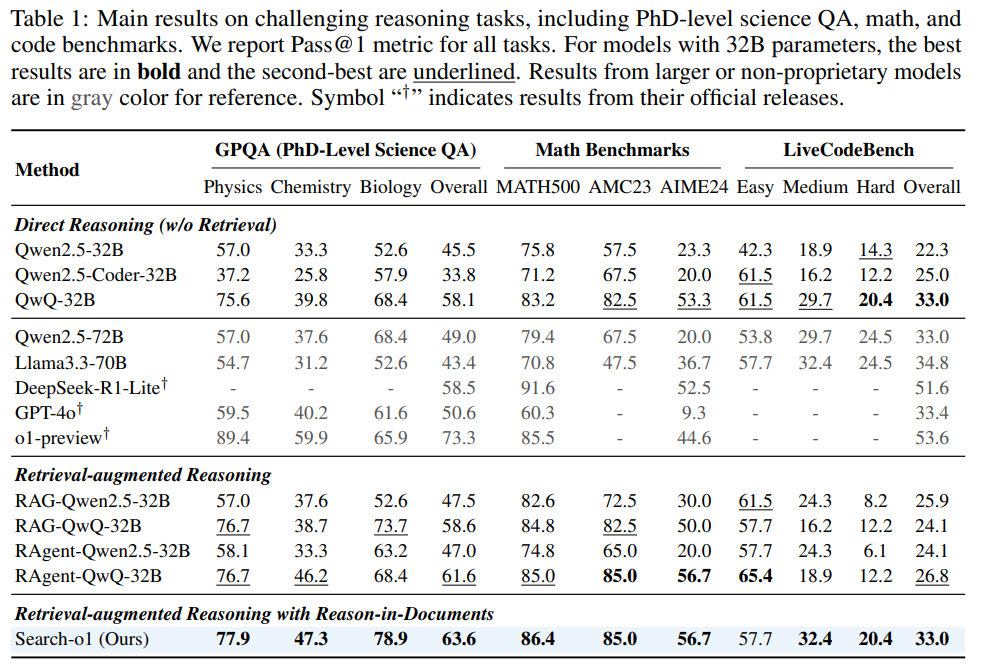 Table 1: Main results on challenging reasoning tasks, including PhD-level science QA, math, and
code benchmarks. We report Pass@1 metric for all tasks. For models with 32B parameters, the best
results are in bold and the second-best are underlined. Results from larger or non-proprietary models
are in gray color for reference. Symbol “†” indicates results from their official releases.
Method GPQA (PhD-Level Science QA) Math Benchmarks LiveCodeBench
Physics Chemistry Biology Overall MATH500 AMC23 AIME24 Easy Medium Hard Overall
Direct Reasoning (w/o Retrieval)
Qwen2.5-32B 57.0 33.3 52.6 45.5 75.8 57.5 23.3 42.3 18.9 14.3 22.3
Qwen2.5-Coder-32B 37.2 25.8 57.9 33.8 71.2 67.5 20.0 61.5 16.2 12.2 25.0
QwQ-32B 75.6 39.8 68.4 58.1 83.2 82.5 53.3 61.5 29.7 20.4 33.0
Qwen2.5-72B 57.0 37.6 68.4 49.0 79.4 67.5 20.0 53.8 29.7 24.5 33.0
Llama3.3-70B 54.7 31.2 52.6 43.4 70.8 47.5 36.7 57.7 32.4 24.5 34.8
DeepSeek-R1-Lite† - - - 58.5 91.6 - 52.5 - - - 51.6
GPT-4o† 59.5 40.2 61.6 50.6 60.3 - 9.3 - - - 33.4
o1-preview† 89.4 59.9 65.9 73.3 85.5 - 44.6 - - - 53.6
Retrieval-augmented Reasoning
RAG-Qwen2.5-32B 57.0 37.6 52.6 47.5 82.6 72.5 30.0 61.5 24.3 8.2 25.9
RAG-QwQ-32B 76.7 38.7 73.7 58.6 84.8 82.5 50.0 57.7 16.2 12.2 24.1
RAgent-Qwen2.5-32B 58.1 33.3 63.2 47.0 74.8 65.0 20.0 57.7 24.3 6.1 24.1
RAgent-QwQ-32B 76.7 46.2 68.4 61.6 85.0 85.0 56.7 65.4 18.9 12.2 26.8
Retrieval-augmented Reasoning with Reason-in-Documents
Search-o1 (Ours) 77.9 47.3 78.9 63.6 86.4 85.0 56.7 57.7 32.4 20.4 33.0